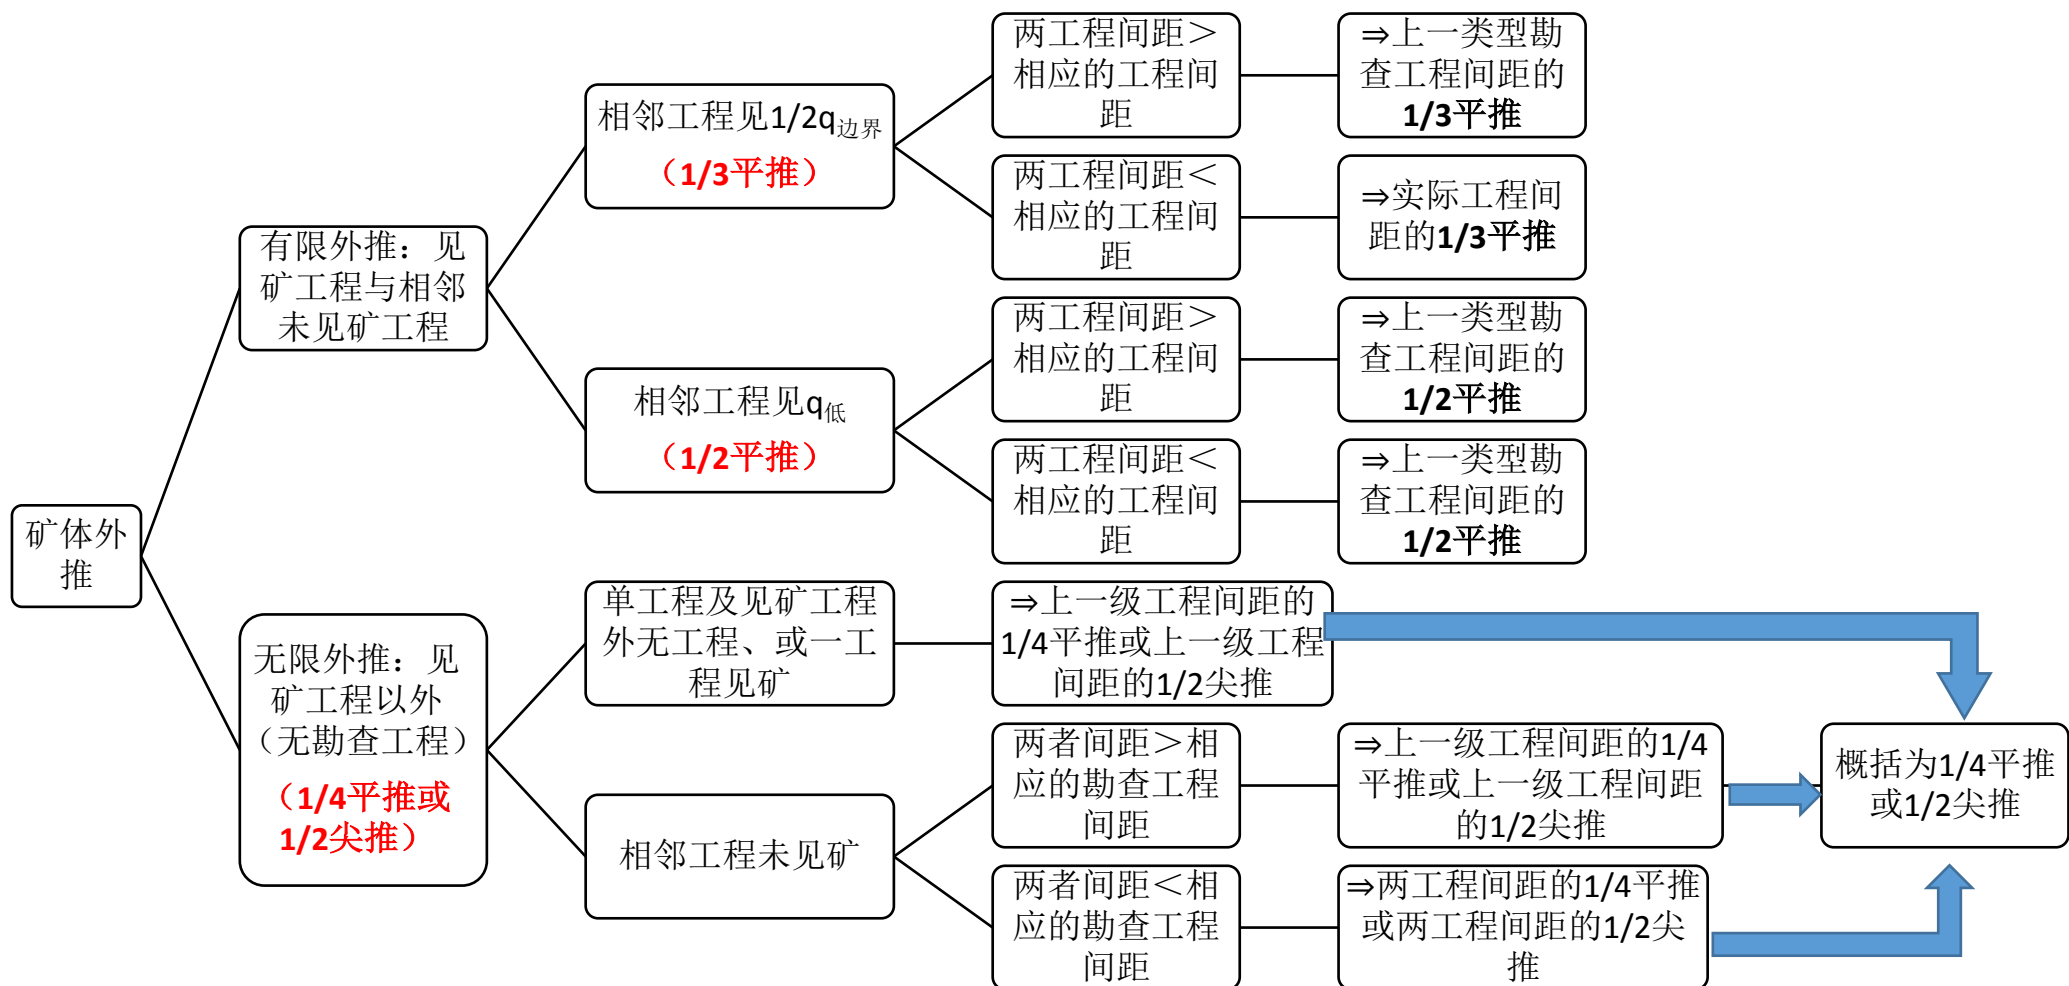 矿体外
推
有限外推：见
矿工程与相邻
未见矿工程
相邻工程见1/2q边界
（1/3平推）
两工程间距＞
相应的工程间
距
⇒上一类型勘
查工程间距的
1/3平推
两工程间距＜
相应的工程间
距
⇒实际工程间
距的1/3平推
相邻工程见q低
（1/2平推）
两工程间距＞
相应的工程间
距
⇒上一类型勘
查工程间距的
1/2平推
两工程间距＜
相应的工程间
距
⇒上一类型勘
查工程间距的
1/2平推
无限外推：见
矿工程以外
（无勘查工程）
（1/4平推或
1/2尖推）
单工程及见矿工程
外无工程、或一工
程见矿
⇒上一级工程间距的
1/4平推或上一级工程
间距的1/2尖推
相邻工程未见矿
两者间距＞相
应的勘查工程
间距
⇒上一级工程间距的1/4
平推或上一级工程间距
的1/2尖推
两者间距＜相
应的勘查工程
间距
⇒两工程间距的1/4平推
或两工程间距的1/2尖
推
概括为1/4平推
或1/2尖推